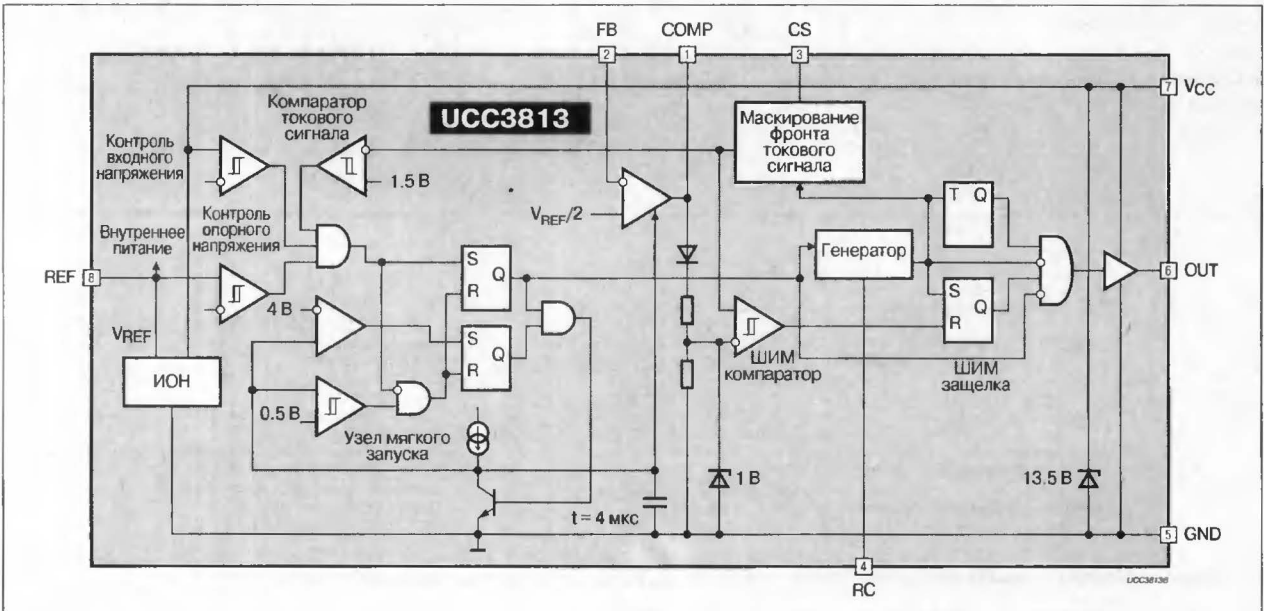 FB
COMP
CS
2
1
3
7
VCC
Компаратор
токового
сигнала
UCC3813
Маскирование
фронта
токового
сигнала
Контроль
входного
напряжения
1.5 В
VREF/2
T Q
Внутреннее
питание
Контроль
опорного
напряжения
Генератор
REF
8
S
Q
R
6
OUT
4 В
S
Q
R
S
Q
R
VREF
ИОН
ШИМ
компаратор
ШИМ
защелка
0.5 В
Узел мягкого
запуска
1 В
13.5 В
t = 4 мкс
5
GND
4
RC
UCC3813B